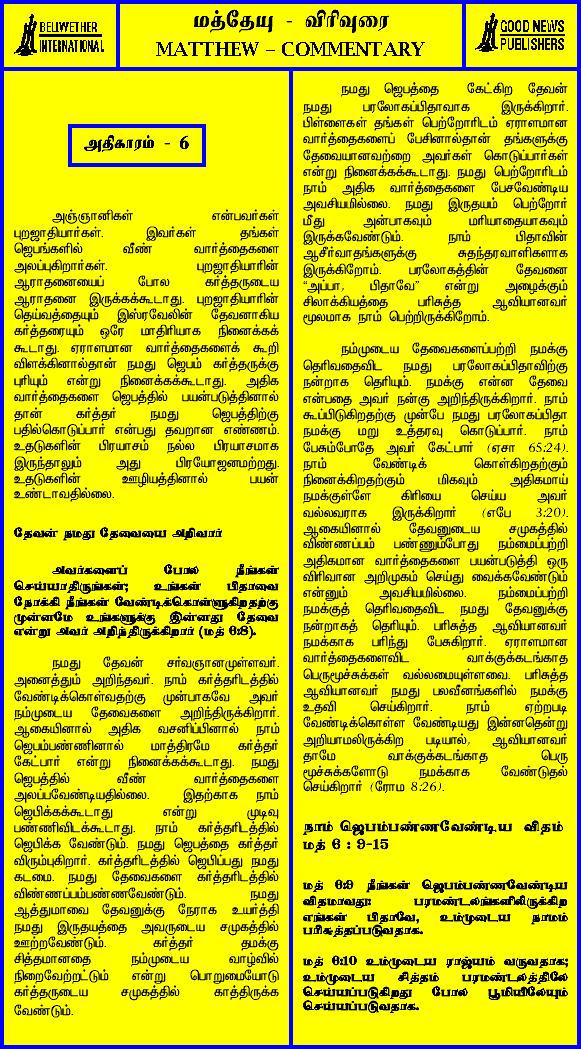 BELIWETHER
INTERNATIONAL
மத்தேயு - விரிவுரை
MATTHEW – COMMENTARY
GOOD NEWS
PUBLISHERS
அதிகாரம் - 6
அஞ்ஞானிகள் என்பவர்கள்
புறஜாதியார்கள். இவர்கள் தங்கள்
ஜெபங்களில் வீண் வார்த்தைகளை
அலப்புகிறார்கள். புறஜாதியாரின்
ஆராதனையைப் போல கர்த்தருடைய
ஆராதனை இருக்கக்கூடாது. புறஜாதியாரின்
தெய்வத்தையும் இஸ்ரவேலின் தேவனாகிய
கர்த்தரையும் ஒரே மாதிரியாக நினைக்கக்
கூடாது. ஏராளமான வார்த்தைகளைக் கூறி
விளக்கினால்தான் நமது ஜெபம் கர்த்தருக்கு
புரியும் என்று நினைக்கக்கூடாது. அதிக
வார்த்தைகளை ஜெபத்தில் பயன்படுத்தினால்
தான் கர்த்தர் நமது ஜெபத்திற்கு
பதில்கொடுப்பார் என்பது தவறான எண்ணம்.
உதடுகளின் பிரயாசம் நல்ல பிரயாசமாக
இருந்தாலும் அது பிரயோஜனமற்றது.
உதடுகளின் ஊழியத்தினால் பயன்
உண்டாவதில்லை.
தேவன் நமது தேவையை அறிவார்
அவர்களைப் போல நீங்கள்
செய்யாதிருங்கள்; உங்கள் பிதாவை
நோக்கி நீங்கள் வேண்டிக்கொள்ளுகிறதற்கு
முன்னமே உங்களுக்கு இன்னது தேவை
என்று அவர் அறிந்திருக்கிறார் (மத் 6:8).
நமது தேவன் சர்வஞானமுள்ளவர்.
அனைத்தும் அறிந்தவர். நாம் கர்த்தரிடத்தில்
வேண்டிக்கொள்வதற்கு முன்பாகவே அவர்
நம்முடைய தேவைகளை அறிந்திருக்கிறார்.
ஆகையினால் அதிக வசனிப்பினால் நாம்
ஜெபம்பண்ணினால் மாத்திரமே கர்த்தர்
கேட்பார் என்று நினைக்கக்கூடாது. நமது
ஜெபத்தில் வீண் வார்த்தைகளை
அலப்பவேண்டியதில்லை. இதற்காக நாம்
ஜெபிக்கக்கூடாது என்று முடிவு
பண்ணிவிடக்கூடாது. நாம் கர்த்தரிடத்தில்
ஜெபிக்க வேண்டும். நமது ஜெபத்தை கர்த்தர்
விரும்புகிறார். கர்த்தரிடத்தில் ஜெபிப்பது நமது
கடமை. நமது தேவைகளை கர்த்தரிடத்தில்
விண்ணப்பம்பண்ணவேண்டும். நமது
ஆத்துமாவை தேவனுக்கு நேராக உயர்த்தி
நமது இருதயத்தை அவருடைய சமுகத்தில்
ஊற்றவேண்டும். கர்த்தர் தமக்கு
சித்தமானதை நம்முடைய வாழ்வில்
நிறைவேற்றட்டும் என்று பொறுமையோடு
கர்த்தருடைய சமுகத்தில் காத்திருக்க
வேண்டும்.
நமது ஜெபத்தை கேட்கிற தேவன்
நமது பரலோகப்பிதாவாக இருக்கிறார்.
பிள்ளைகள் தங்கள் பெற்றோரிடம் ஏராளமான
வார்த்தைகளைப் பேசினால்தான் தங்களுக்கு
தேவையானவற்றை அவர்கள் கொடுப்பார்கள்
என்று நினைக்கக்கூடாது. நமது பெற்றோரிடம்
நாம் அதிக வார்த்தைகளை பேசவேண்டிய
அவசியமில்லை. நமது இருதயம் பெற்றோர்
மீது அன்பாகவும் மரியாதையாகவும்
இருக்கவேண்டும். நாம் பிதாவின்
ஆசீர்வாதங்களுக்கு சுதந்தரவாளிகளாக
இருக்கிறோம். பரலோகத்தின் தேவனை
“அப்பா, பிதாவே” என்று அழைக்கும்
சிலாக்கியத்தை பரிசுத்த ஆவியானவர்
மூலமாக நாம் பெற்றிருக்கிறோம்.
நம்முடைய தேவைகளைப்பற்றி நமக்கு
தெரிவதைவிட நமது பரலோகப்பிதாவிற்கு
நன்றாக தெரியும். நமக்கு என்ன தேவை
என்பதை அவர் நன்கு அறிந்திருக்கிறார். நாம்
கூப்பிடுகிறதற்கு முன்பே நமது பரலோகப்பிதா
நமக்கு மறு உத்தரவு கொடுப்பார். நாம்
பேசும்போதே அவர் கேட்பார் (ஏசா 65:24).
நாம் வேண்டிக் கொள்கிறதற்கும்
நினைக்கிறதற்கும் மிகவும் அதிகமாய்
நமக்குள்ளே கிரியை செய்ய அவர்
வல்லவராக இருக்கிறார் (எபே 3:20).
ஆகையினால் தேவனுடைய சமுகத்தில்
விண்ணப்பம் பண்ணும்போது நம்மைப்பற்றி
அதிகமான வார்த்தைகளை பயன்படுத்தி ஒரு
விரிவான அறிமுகம் செய்து வைக்கவேண்டும்
என்னும் அவசியமில்லை. நம்மைப்பற்றி
நமக்குத் தெரிவதைவிட நமது தேவனுக்கு
நன்றாகத் தெரியும். பரிசுத்த ஆவியானவர்
நமக்காக பரிந்து பேசுகிறார். ஏராளமான
வார்த்தைகளைவிட வாக்குக்கடங்காத
பெருமூச்சுக்கள் வல்லமையுள்ளவை. பரிசுத்த
ஆவியானவர் நமது பலவீனங்களில் நமக்கு
உதவி செய்கிறார். நாம் ஏற்றபடி
வேண்டிக்கொள்ள வேண்டியது இன்னதென்று
அறியாமலிருக்கிற படியால், ஆவியானவர்
தாமே வாக்குக்கடங்காத பெரு
மூச்சுக்களோடு நமக்காக வேண்டுதல்
செய்கிறார் (ரோம 8:26).
நாம் ஜெபம்பண்ணவேண்டிய விதம்
மத் 6 : 9-15
மத் 6:9 நீங்கள் ஜெபம்பண்ணவேண்டிய
விதமாவது: பரமண்டலங்களிலிருக்கிற
எங்கள் பிதாவே, உம்முடைய நாமம்
பரிசுத்தப்படுவதாக.
மத் 6:10 உம்முடைய ராஜ்யம் வருவதாக;
உம்முடைய சித்தம் பரமண்டலத்திலே
செய்யப்படுகிறது போல பூமியிலேயும்
செய்யப்படுவதாக.